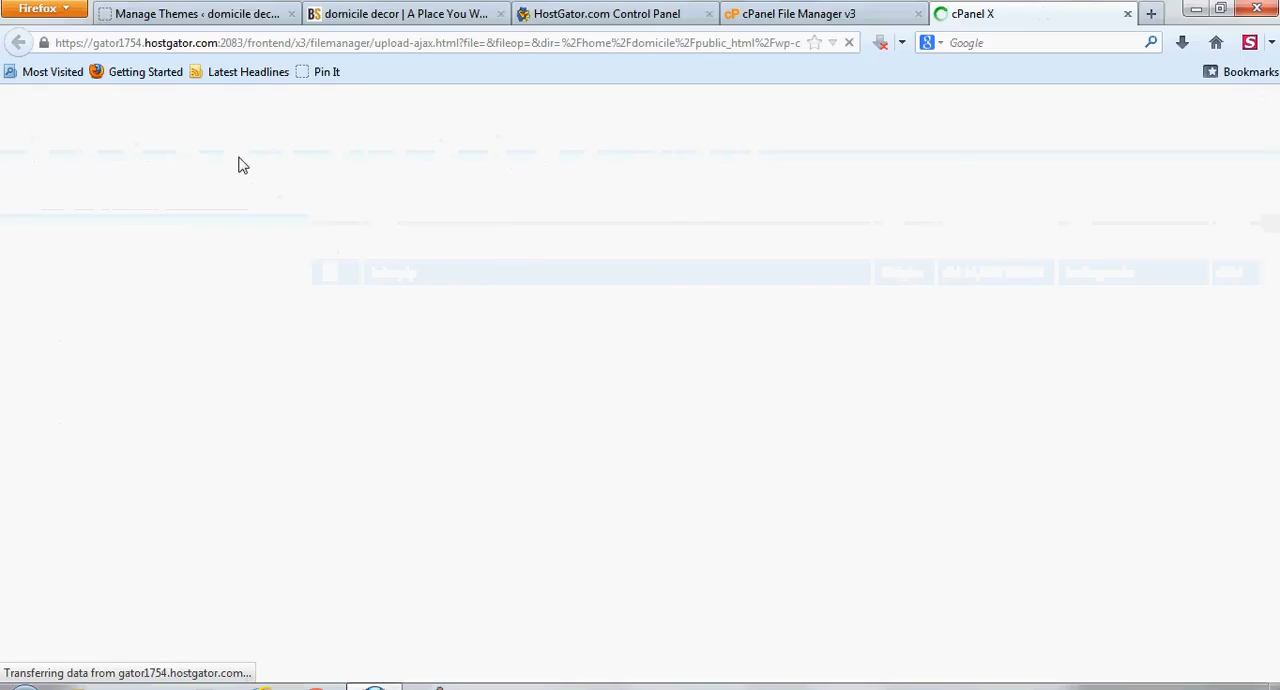 Firefox
Manage Themes ‹ domicile dec...
BS domicile decor | A Place You W...
HostGator.com Control Panel
cP cPanel File Manager v3
cPanel X
https://gator1754.hostgator.com:2083/frontend/x3/filemanager/upload-ajax.html?file=&fileop=&dir=%2Fhome%2Fdomicile%2Fpublic_html%2Fwp-c
Google
Most Visited
Getting Started
Latest Headlines
Pin It
Bookmarks
Transferring data from gator1754.hostgator.com...